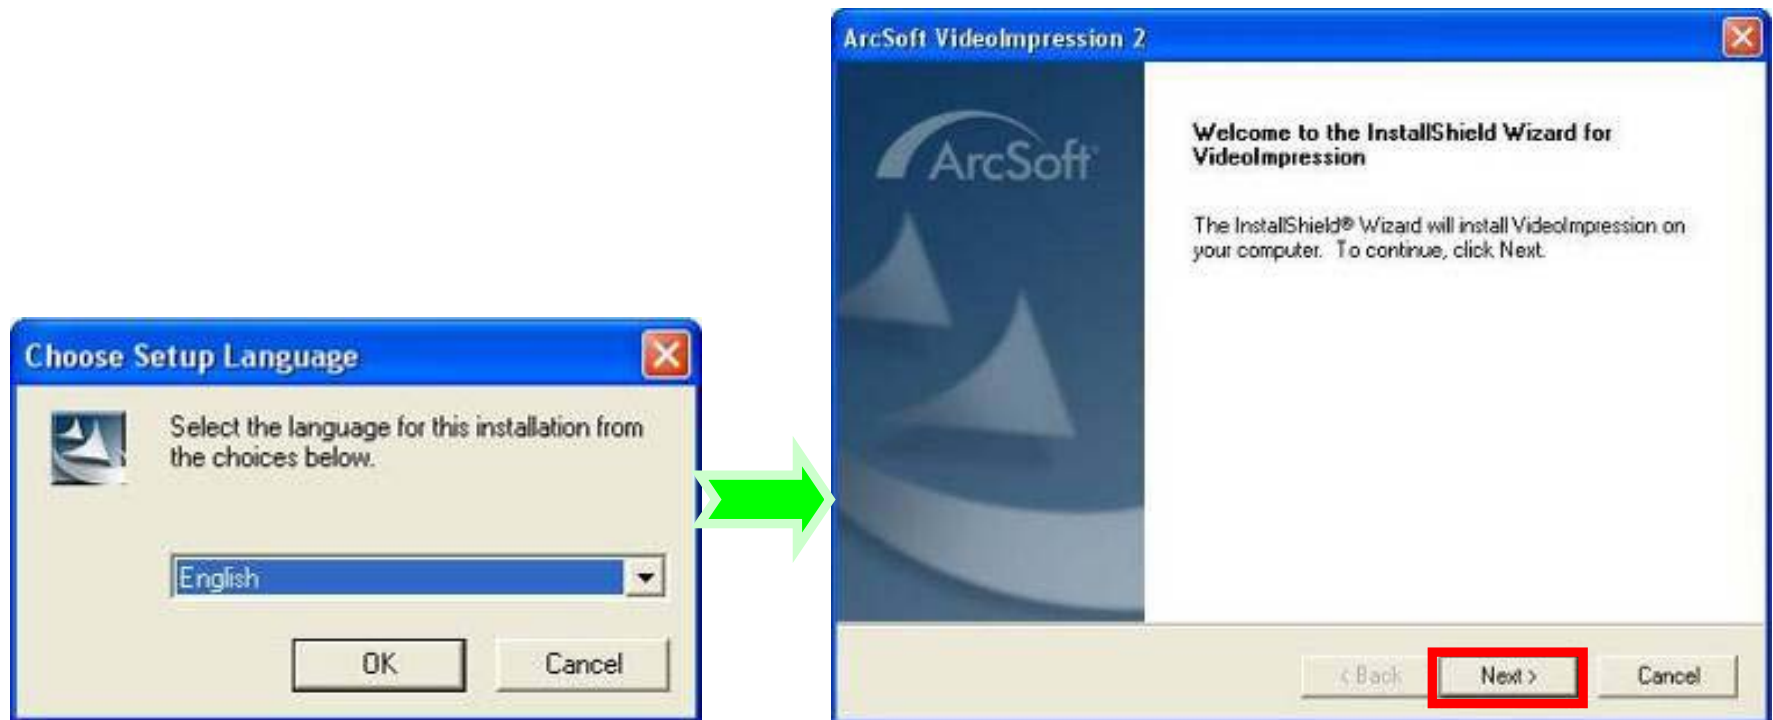 Choose Setup Language
Select the language for this installation from
the choices below.
English
OK
Cancel
ArcSoft VideoImpression 2
ArcSoft
Welcome to the InstallShield Wizard for
VideoImpression
The InstallShield® Wizard will install VideoImpression on
your computer. To continue, click Next.
< Back
Next >
Cancel